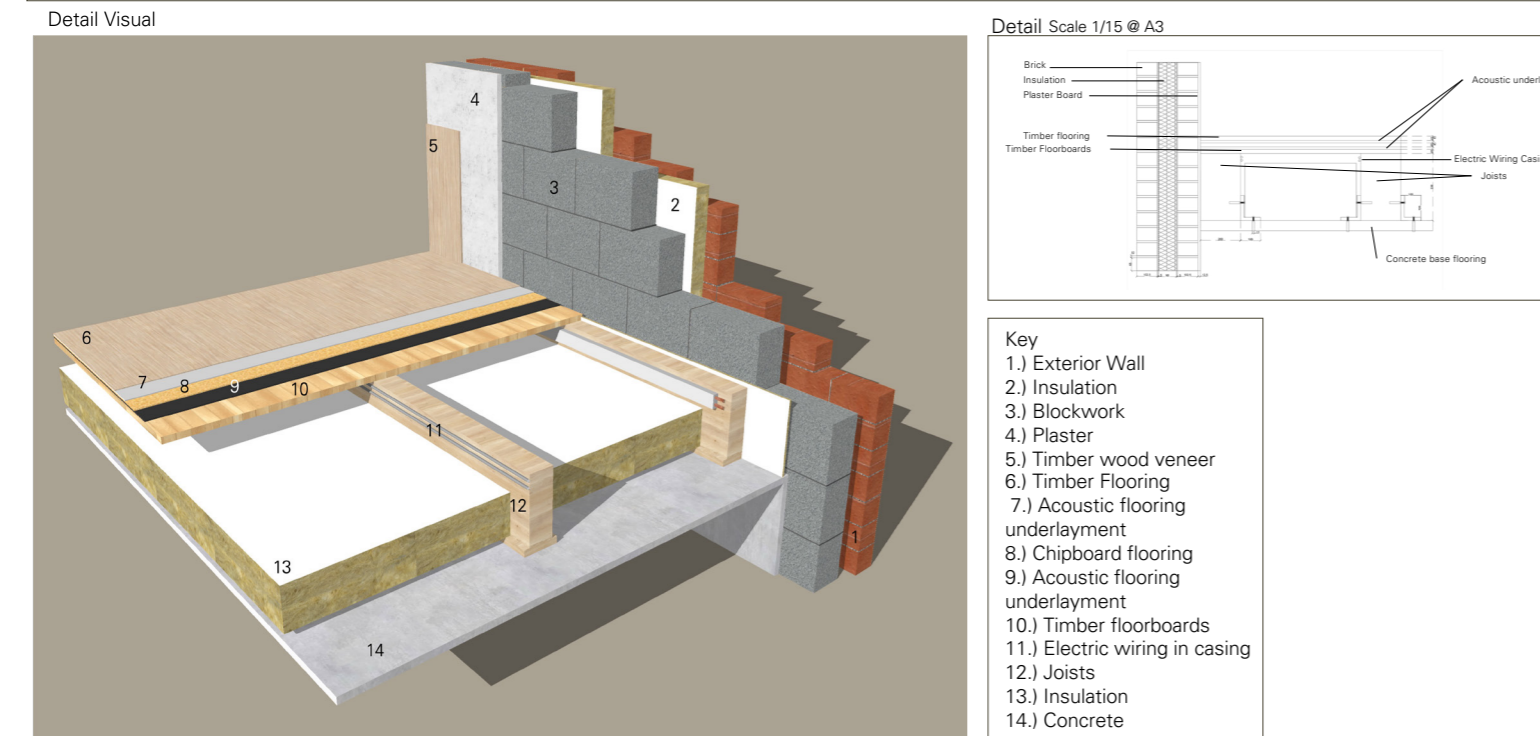 Detail Visual
4
5
3
2
6
7
8
9
10
11
12
1
13
14
Detail Scale 1/15 @ A3
Brick
Insulation
Plaster Board
Timber flooring
Timber Floorboards
Acoustic underl
Electric Wiring Casi
Joists
Concrete base flooring
Key
1.) Exterior Wall
2.) Insulation
3.) Blockwork
4.) Plaster
5.) Timber wood veneer
6.) Timber Flooring
7.) Acoustic flooring
underlayment
8.) Chipboard flooring
9.) Acoustic flooring
underlayment
10.) Timber floorboards
11.) Electric wiring in casing
12.) Joists
13.) Insulation
14.) Concrete